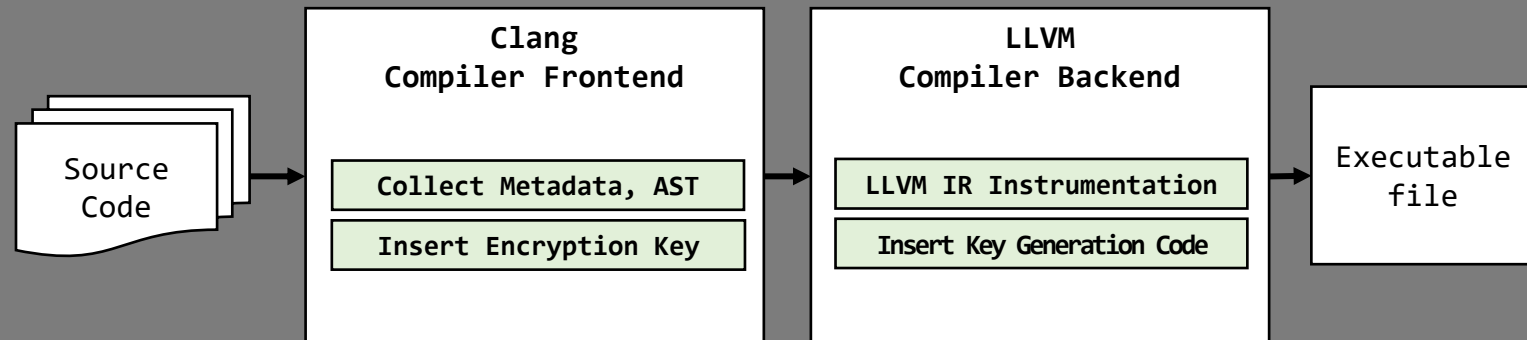 Source
Code
Clang
Compiler Frontend
Collect Metadata, AST
Insert Encryption Key
LLVM
Compiler Backend
LLVM IR Instrumentation
Insert Key Generation Code
Executable
file